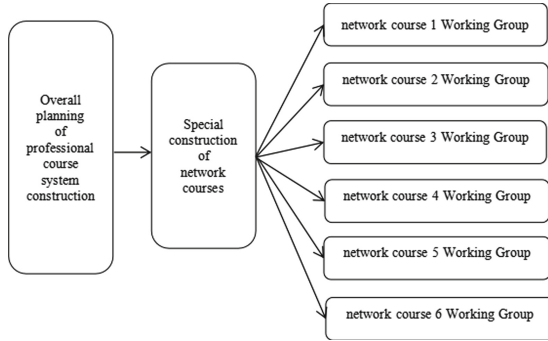 Overall
planning
of
professional
course
system
construction
Special
construction
of
network
courses
network course 1 Working Group
network course 2 Working Group
network course 3 Working Group
network course 4 Working Group
network course 5 Working Group
network course 6 Working Group